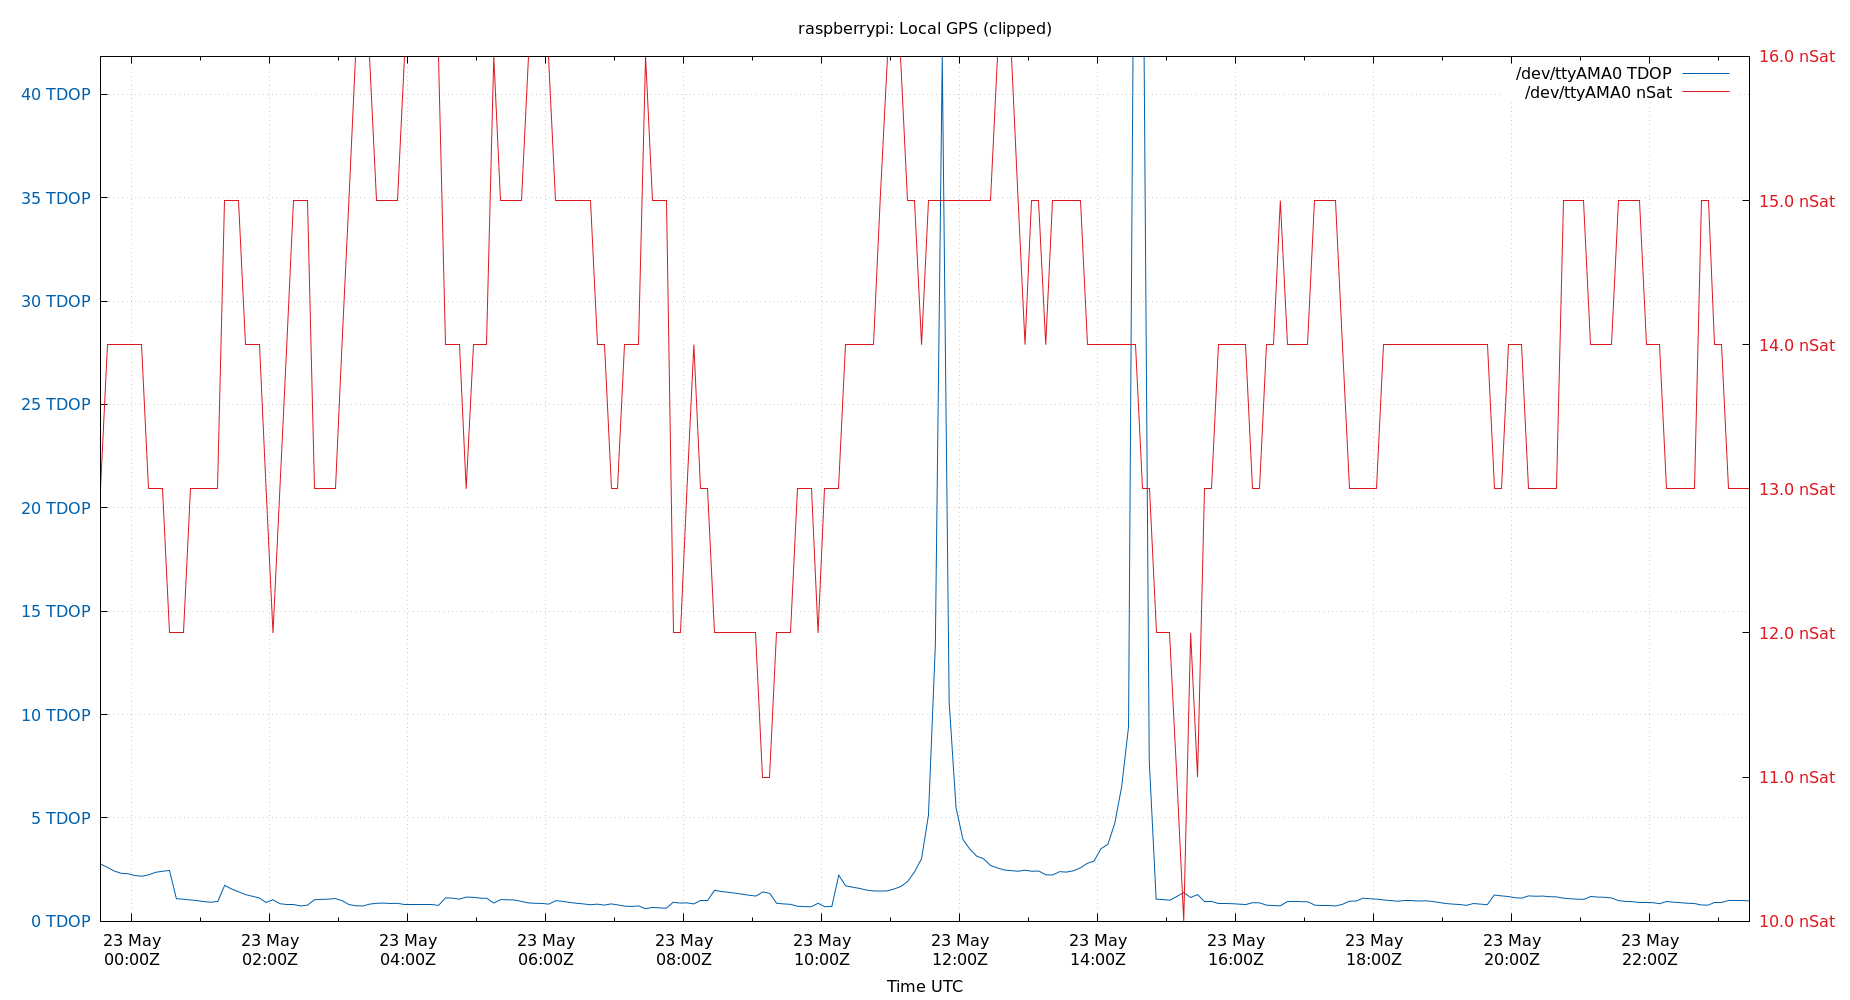 raspberrypi: Local GPS (clipped)
/dev/ttyAMA0 TDOP
/dev/ttyAMA0 nSat
40 TDOP
35 TDOP
30 TDOP
25 TDOP
20 TDOP
15 TDOP
10 TDOP
5 TDOP
0 TDOP
16.0 nSat
15.0 nSat
14.0 nSat
13.0 nSat
12.0 nSat
11.0 nSat
10.0 nSat
23 May 23 May 23 May 23 May 23 May 23 May 23 May 23 May 23 May 23 May 23 May 23 May
00:00Z 02:00Z 04:00Z 06:00Z 08:00Z 10:00Z 12:00Z 14:00Z 16:00Z 18:00Z 20:00Z 22:00Z
Time UTC